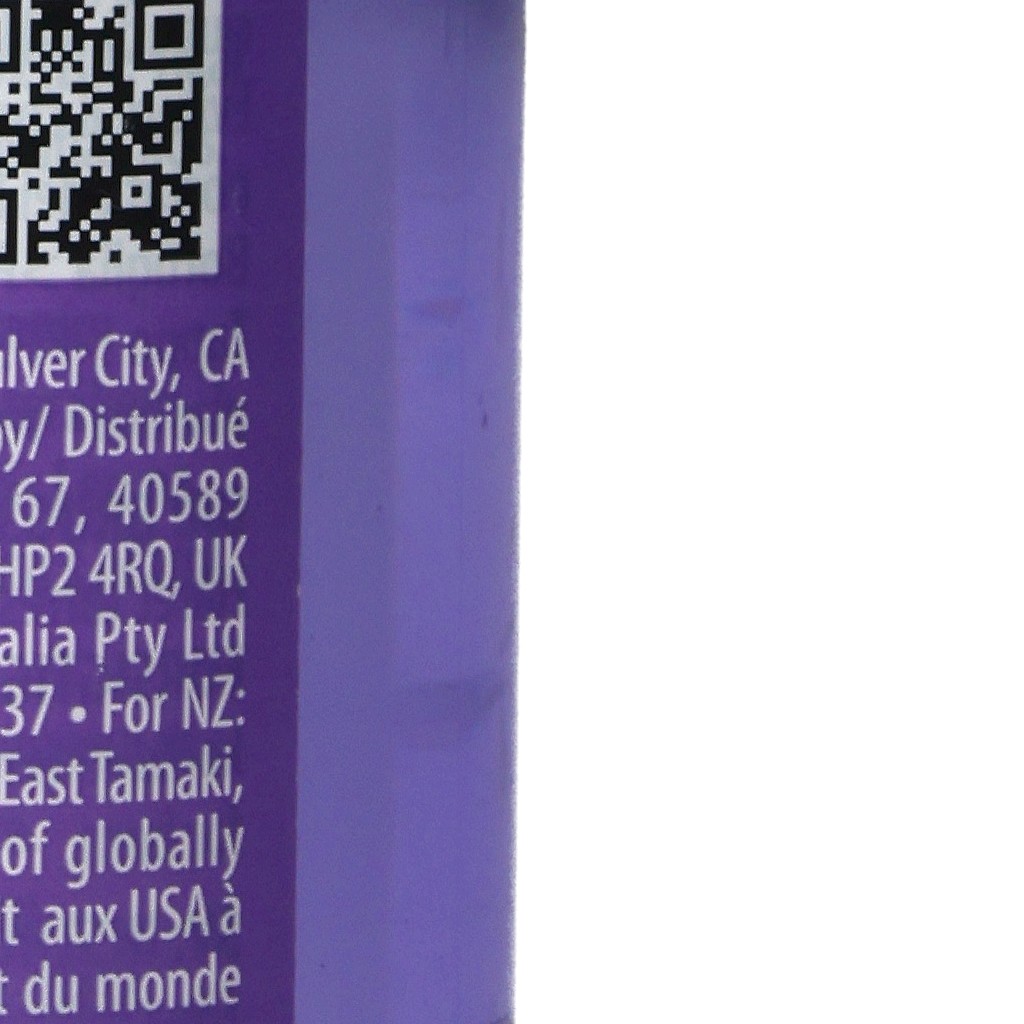 lver City, CA
by/ Distribué
67, 40589
HP2 4RQ, UK
alia Pty Ltd
37 • For NZ:
East Tamaki,
of globally
t aux USA à
t du monde